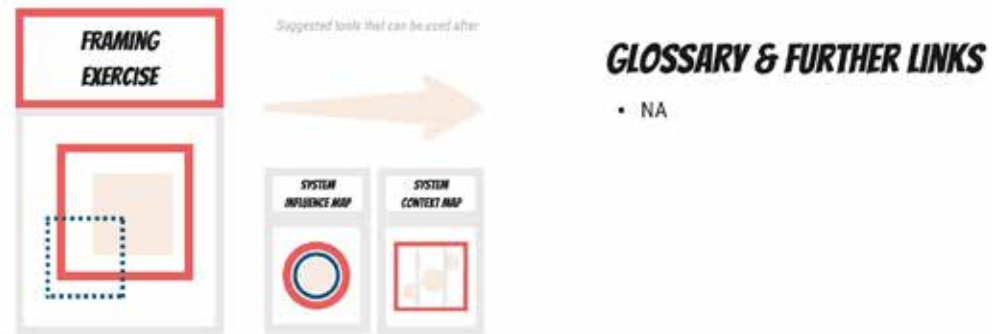 FRAMING
EXERCISE
Suggested tools that can be used after
SYSTEM
INFLUENCE MAP
SYSTEM
CONTEXT MAP
GLOSSARY & FURTHER LINKS
• NA